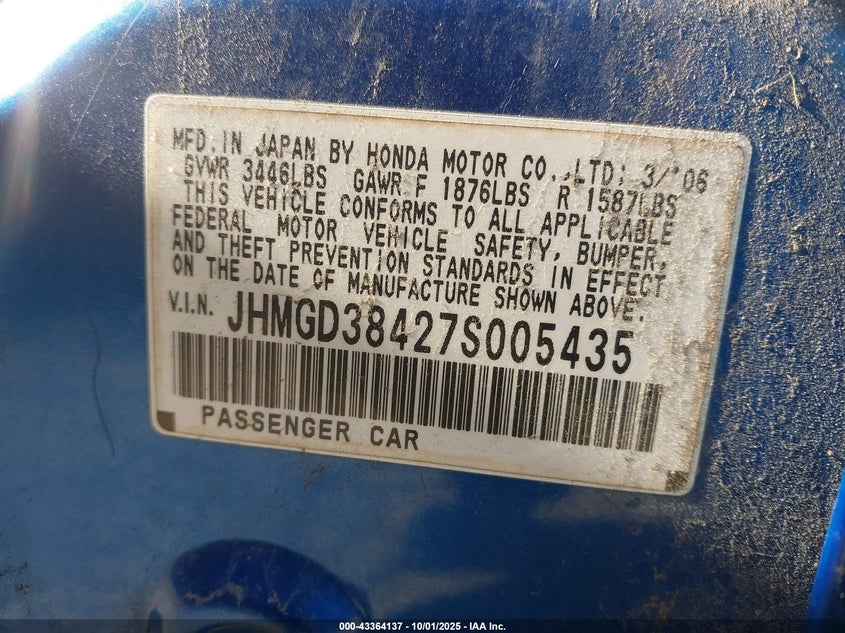 MFD.IN JAPAN BY HONDA MOTOR CO.,LTD; 3/'06
GVWR 3446LBS GAWR F 1876LBS R 1587LBS
THIS VEHICLE CONFORMS TO ALL APPLICABLE
FEDERAL MOTOR VEHICLE SAFETY, BUMPER,
AND THEFT PREVENTION STANDARDS IN EFFECT
ON THE DATE OF MANUFACTURE SHOWN ABOVE.
V.I.N. JHMGD38427S005435
PASSENGER CAR
000-43364137 - 10/01/2025 - IAA Inc.